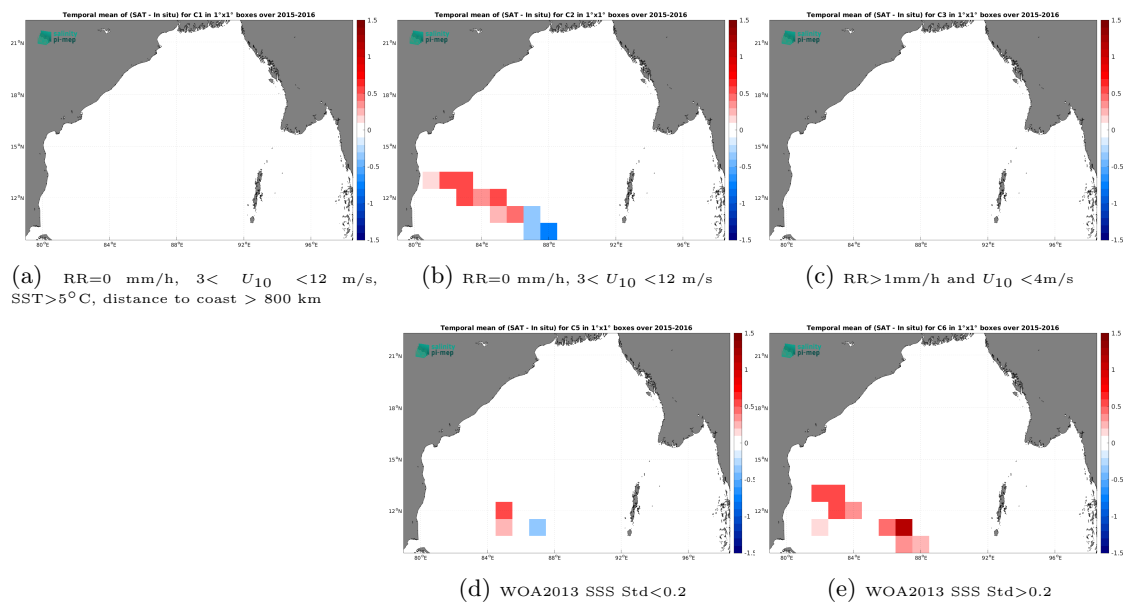 Temporal mean of (SAT - In situ) for C1 in 1°x1° boxes over 2015-2016
Temporal mean of (SAT - In situ) for C2 in 1°x1° boxes over 2015-2016
Temporal mean of (SAT - In situ) for C3 in 1°x1° boxes over 2015-2016
pi-mep
21°N
18°N
15°N
12°N
80°E 84°E 88°E 92°E 96°E
1.5
1
0.5
0
-0.5
-1
-1.5
pi-mep
21°N
18°N
15°N
12°N
80°E 84°E 88°E 92°E 96°E
1.5
1
0.5
0
-0.5
-1
-1.5
pi-mep
21°N
18°N
15°N
12°N
80°E 84°E 88°E 92°E 96°E
1.5
1
0.5
0
-0.5
-1
-1.5
(a) RR=0 mm/h, 3< U10 <12 m/s,
SST>5°C, distance to coast > 800 km
(b) RR=0 mm/h, 3< U10 <12 m/s
(c) RR>1mm/h and U10 <4m/s
Temporal mean of (SAT - In situ) for C5 in 1°x1° boxes over 2015-2016
Temporal mean of (SAT - In situ) for C6 in 1°x1° boxes over 2015-2016
pi-mep
21°N
18°N
15°N
12°N
80°E 84°E 88°E 92°E 96°E
1.5
1
0.5
0
-0.5
-1
-1.5
pi-mep
21°N
18°N
15°N
12°N
80°E 84°E 88°E 92°E 96°E
1.5
1
0.5
0
-0.5
-1
-1.5
(d) WOA2013 SSS Std<0.2
(e) WOA2013 SSS Std>0.2